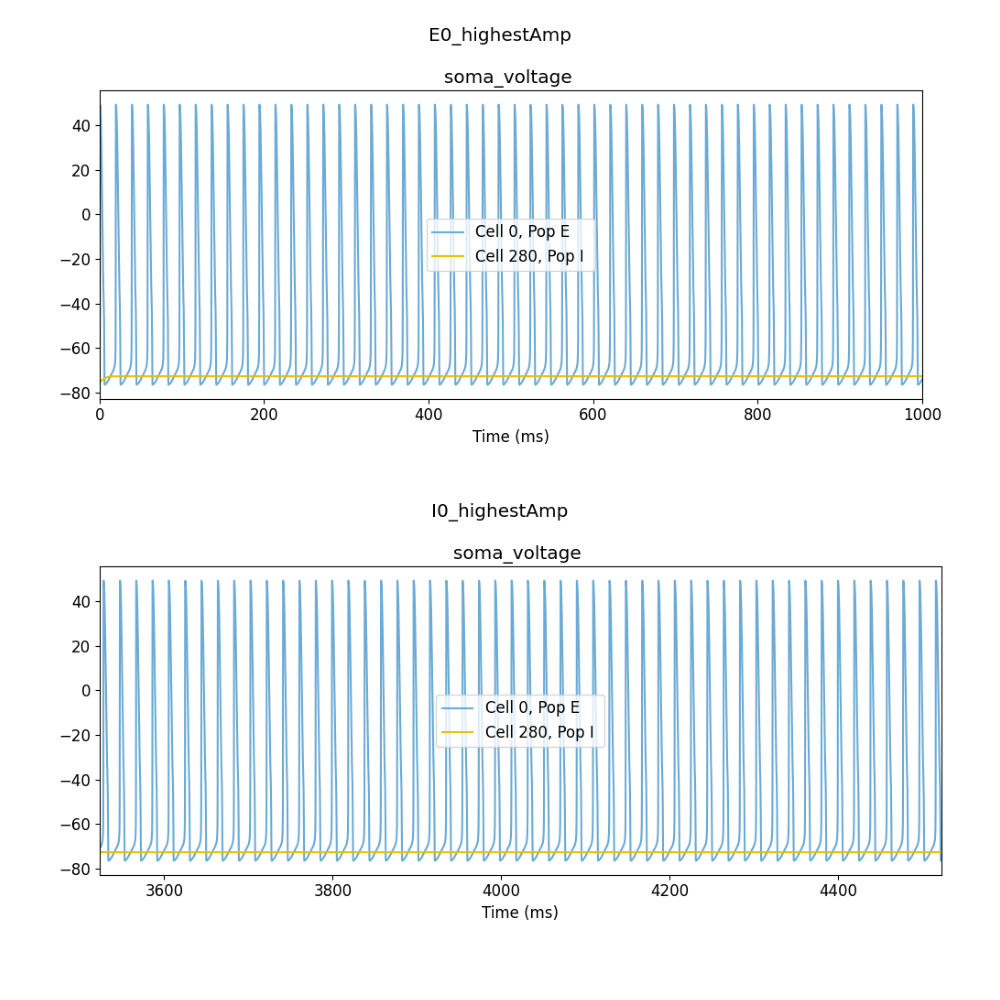 E0_highestAmp
soma_voltage
40
20
0
−20
−40
−60
−80
Cell 0, Pop E
Cell 280, Pop I
0 200 400 600 800 1000
Time (ms)
I0_highestAmp
soma_voltage
40
20
0
−20
−40
−60
−80
Cell 0, Pop E
Cell 280, Pop I
3600 3800 4000 4200 4400
Time (ms)